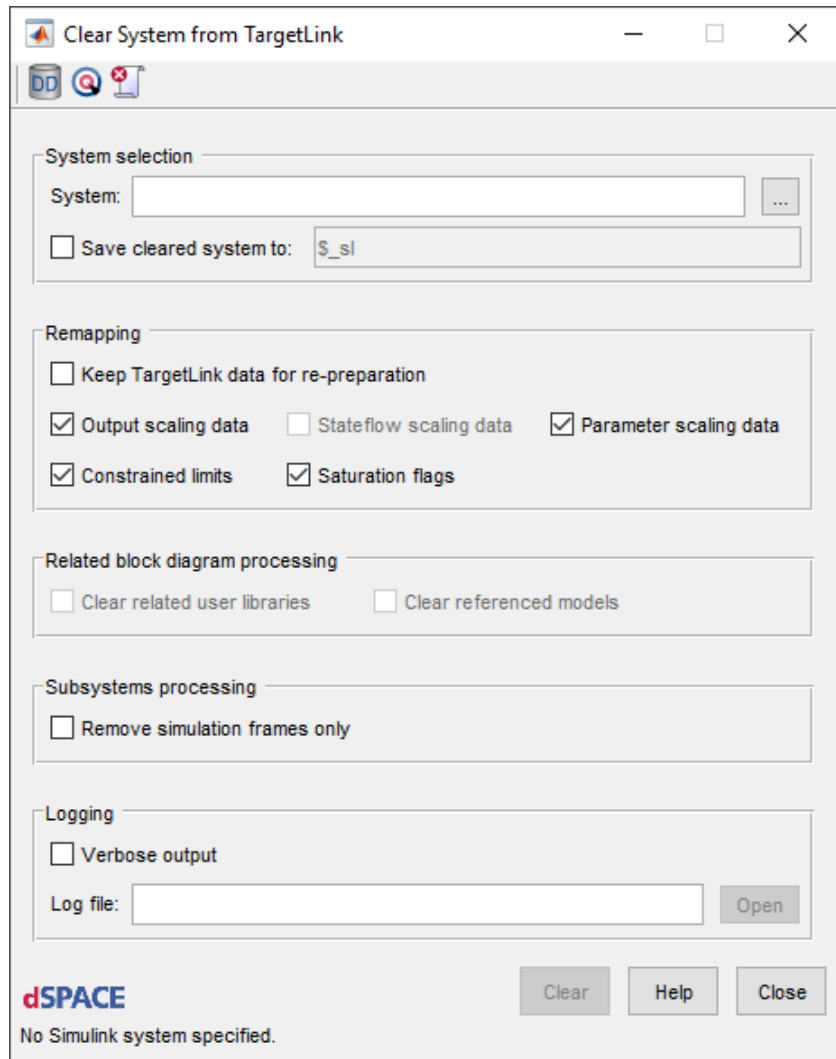 Clear System from TargetLink
DD
System selection
System:
...
Save cleared system to: $_sl
Remapping
Keep TargetLink data for re-preparation
Output scaling data Stateflow scaling data Parameter scaling data
Constrained limits Saturation flags
Related block diagram processing
Clear related user libraries Clear referenced models
Subsystems processing
Remove simulation frames only
Logging
Verbose output
Log file: Open
dSPACE Clear Help Close
No Simulink system specified.